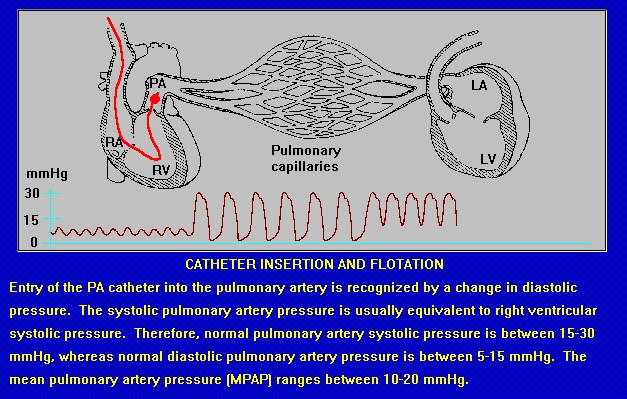 PA
LA
RA
RV
Pulmonary
capillaries
LV
mmHg
30
15
0
CATHETER INSERTION AND FLOTATION
Entry of the PA catheter into the pulmonary artery is recognized by a change in diastolic
pressure.  The systolic pulmonary artery pressure is usually equivalent to right ventricular
systolic pressure.  Therefore, normal pulmonary artery systolic pressure is between 15-30
mmHg, whereas normal diastolic pulmonary artery pressure is between 5-15 mmHg.  The
mean pulmonary artery pressure (MPAP) ranges between 10-20 mmHg.